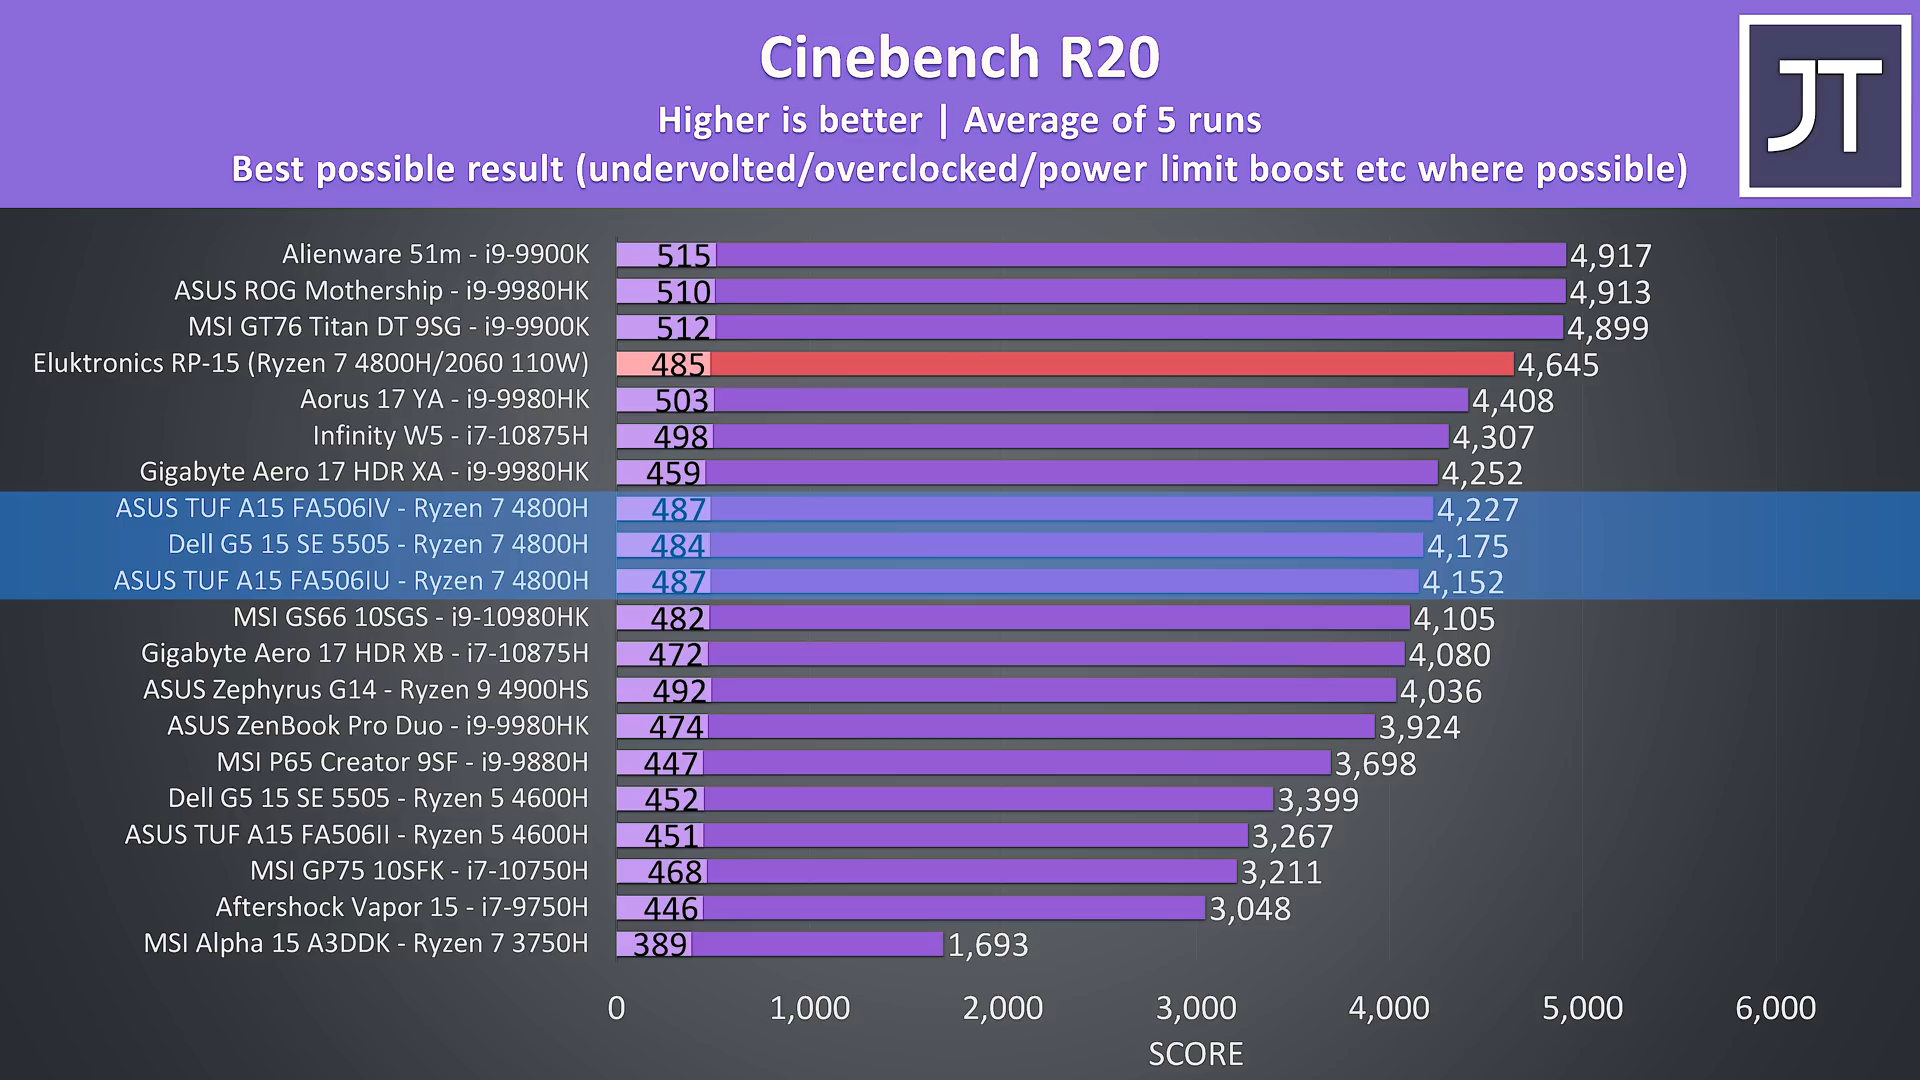 Cinebench R20
Higher is better | Average of 5 runs
Best possible result (undervolted/overclocked/power limit boost etc where possible)
JT
Alienware 51m - i9-9900K 515 4,917
ASUS ROG Mothership - i9-9980HK 510 4,913
MSI GT76 Titan DT 9SG - i9-9900K 512 4,899
Eluktronics RP-15 (Ryzen 7 4800H/2060 110W) 485 4,645
Aorus 17 YA - i9-9980HK 503 4,408
Infinity W5 - i7-10875H 498 4,307
Gigabyte Aero 17 HDR XA - i9-9980HK 459 4,252
ASUS TUF A15 FA506IV - Ryzen 7 4800H 487 4,227
Dell G5 15 SE 5505 - Ryzen 7 4800H 484 4,175
ASUS TUF A15 FA506IU - Ryzen 7 4800H 487 4,152
MSI GS66 10SGS - i9-10980HK 482 4,105
Gigabyte Aero 17 HDR XB - i7-10875H 472 4,080
ASUS Zephyrus G14 - Ryzen 9 4900HS 492 4,036
ASUS ZenBook Pro Duo - i9-9980HK 474 3,924
MSI P65 Creator 9SF - i9-9880H 447 3,698
Dell G5 15 SE 5505 - Ryzen 5 4600H 452 3,399
ASUS TUF A15 FA506II - Ryzen 5 4600H 451 3,267
MSI GP75 10SFK - i7-10750H 468 3,211
Aftershock Vapor 15 - i7-9750H 446 3,048
MSI Alpha 15 A3DDK - Ryzen 7 3750H 389 1,693
0 1,000 2,000 3,000 4,000 5,000 6,000
SCORE